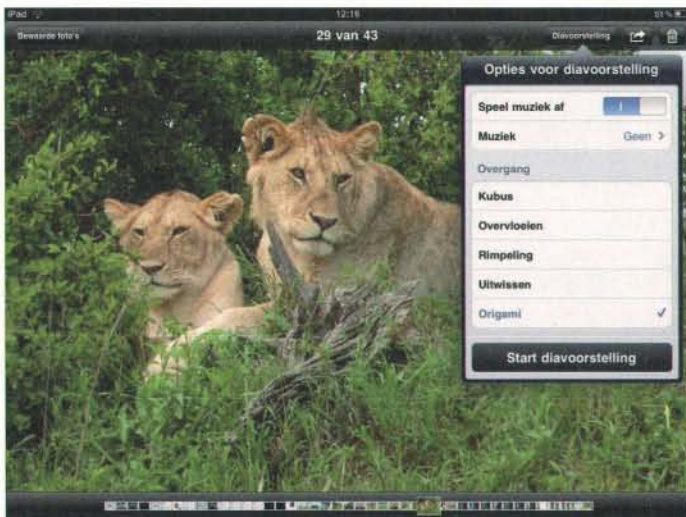 iPad
12:16
51 %
Bewaarde foto's
29 van 43
Diavoorstelling
Opties voor diavoorstelling
Speel muziek af
Muziek
Geen >
Overgang
Kubus
Overvloeien
Rimpeling
Uitwissen
Origami
Start diavoorstelling